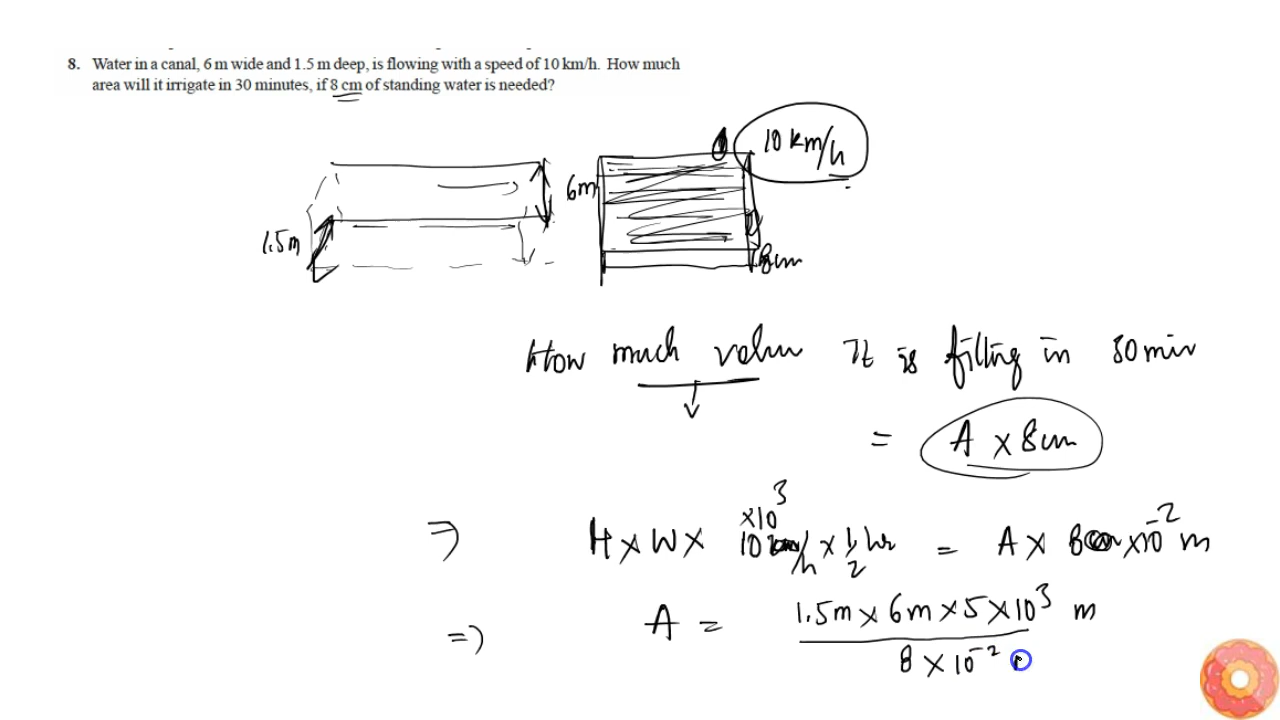 8. Water in a canal, 6 m wide and 1.5 m deep, is flowing with a speed of 10 km/h. How much
area will it irrigate in 30 minutes, if 8 cm of standing water is needed?
10 km/h
6m
1.5m
8cm
How much volum It is filling in 30 min
= A × 8cm
⇒ H × W × 10 km/h ×10³ × 1/2 hr = A × 8 ×10⁻² m
⇒ A = 1.5m × 6m × 5 × 10³ m
8 × 10⁻²